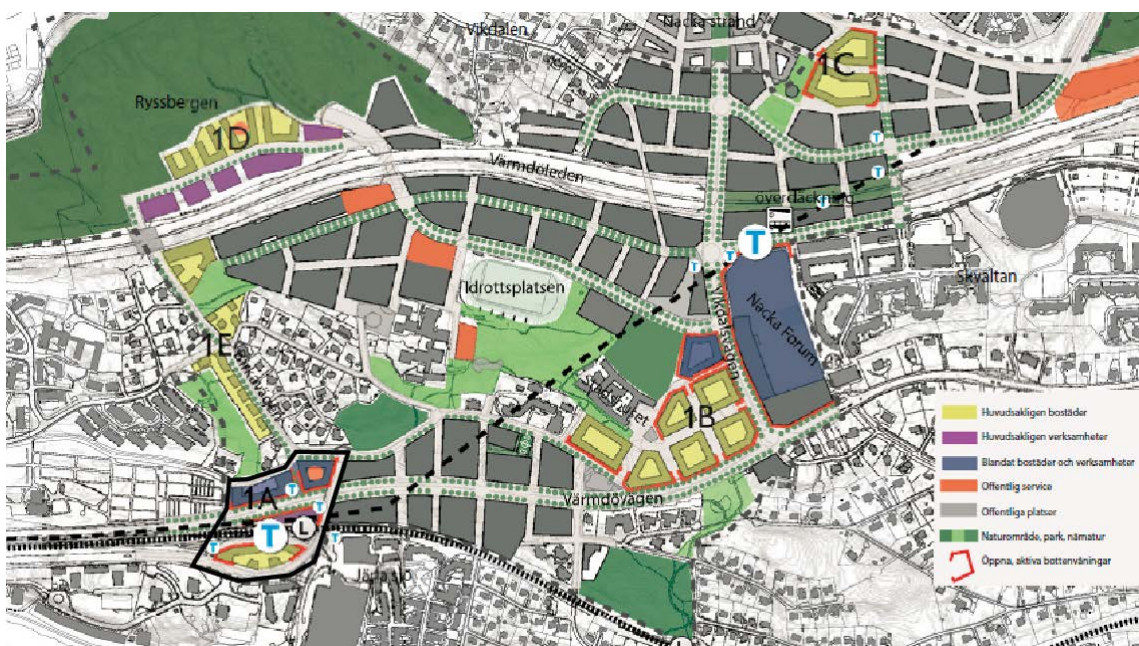 Nacka strand
Vikdalen
1C
Ryssbergen
1D
Värmdöleden
överdäckning
T
T
T
T
T
T
Skvaltan
Idrottsplatsen
Nacka Forum
Vikdalsvägen
1E
1B
Huvudsakligen bostäder
Huvudsakligen verksamheter
Blandat bostäder och verksamheter
Offentlig service
Offentliga platser
Naturområde, park, närnatur
Öppna, aktiva bottenvåningar
1A
Värmdövägen
T
T
T
L
T
T